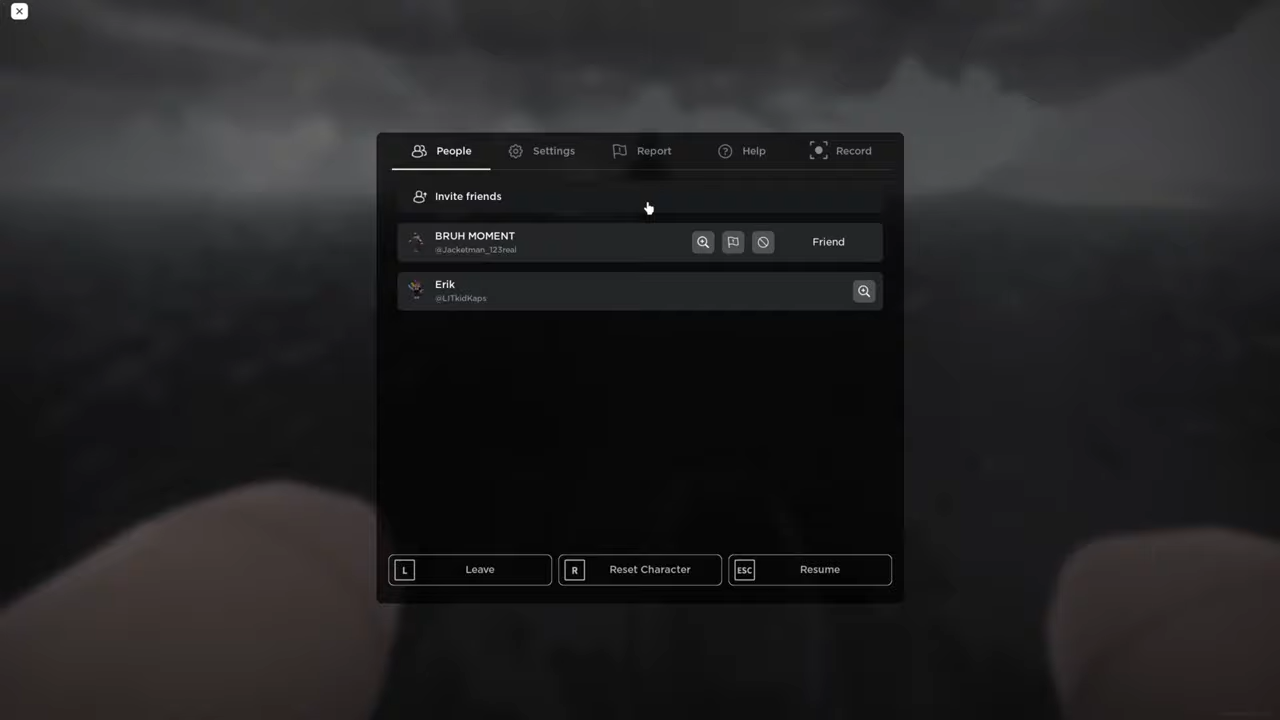 People
Settings
Report
Help
Record
Invite friends
BRUH MOMENT
@Jacketman_123real
Friend
Erik
@LITkidKaps
L
Leave
R
Reset Character
ESC
Resume